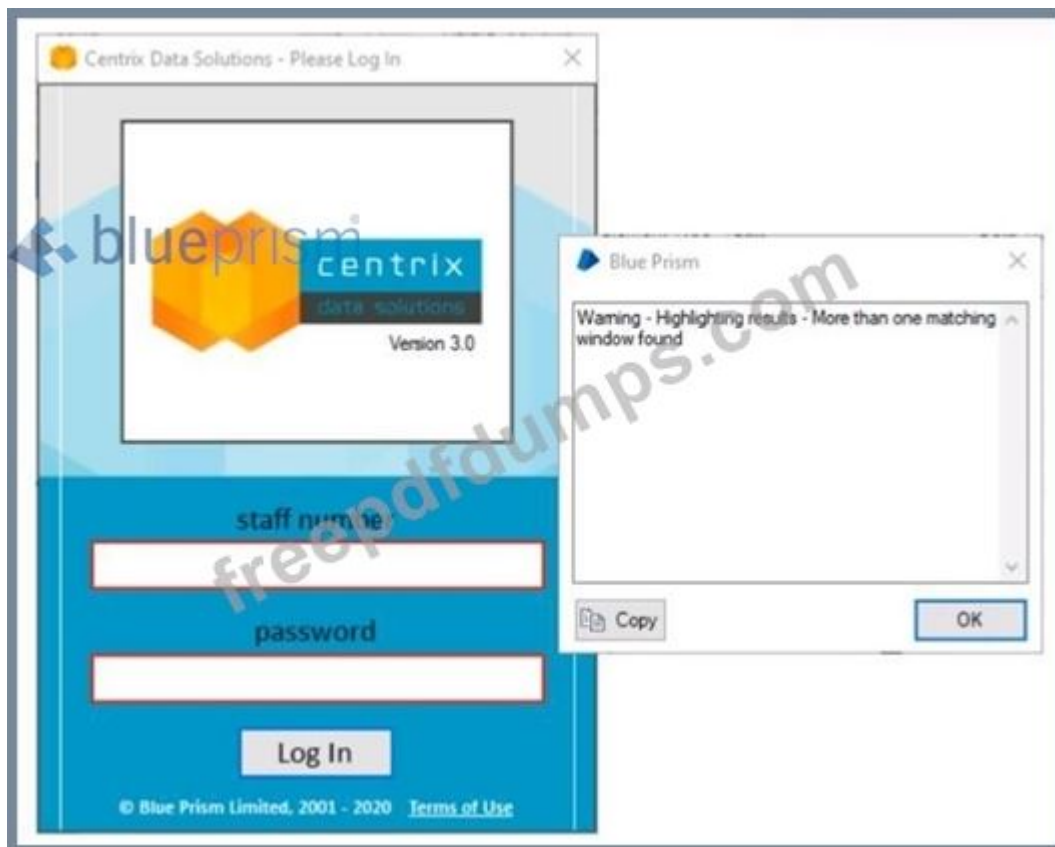 Centrix Data Solutions - Please Log In
blueprism
centrix
data solutions
Version 3.0
staff number
password
Log In
© Blue Prism Limited, 2001 - 2020 Terms of Use
Blue Prism
Warning - Highlighting results - More than one matching
window found
Copy
OK
freepdfdumps.com